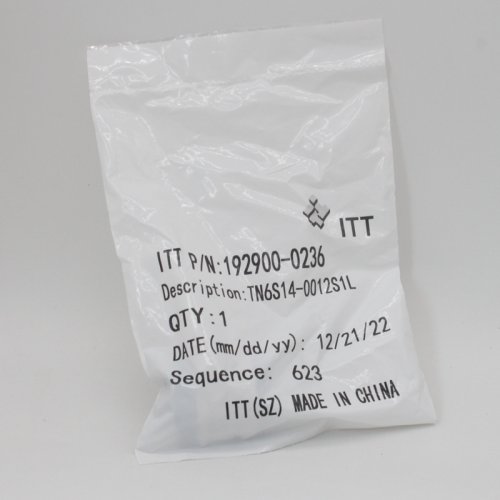 ITT
ITT P/N:192900-0236
Description:TN6S14-0012S1L
QTY:1
DATE(mm/dd/yy): 12/21/22
Sequence: 623
ITT(SZ) MADE IN CHINA